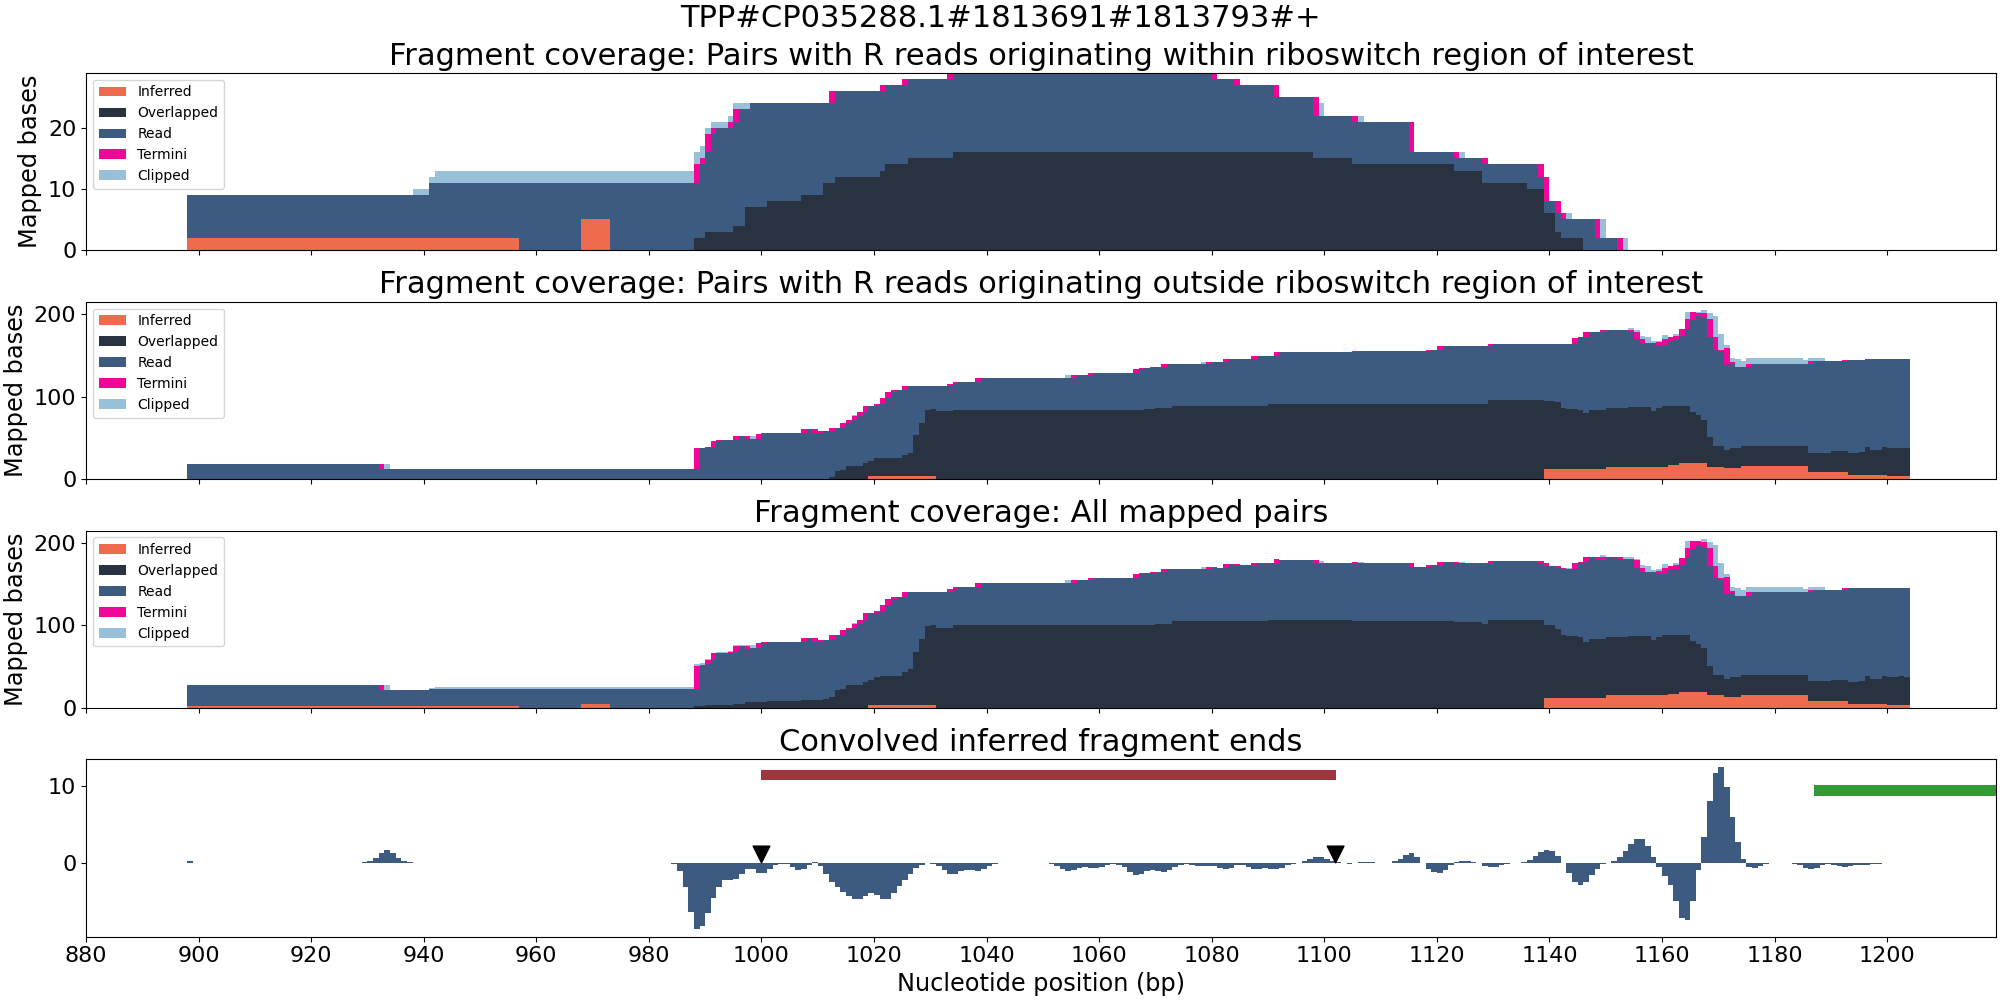 TPP#CP035288.1#1813691#1813793#+
Fragment coverage: Pairs with R reads originating within riboswitch region of interest
Mapped bases
20
10
0
Inferred
Overlapped
Read
Termini
Clipped
Fragment coverage: Pairs with R reads originating outside riboswitch region of interest
Mapped bases
200
100
0
Inferred
Overlapped
Read
Termini
Clipped
Fragment coverage: All mapped pairs
Mapped bases
200
100
0
Inferred
Overlapped
Read
Termini
Clipped
Convolved inferred fragment ends
10
0
880 900 920 940 960 980 1000 1020 1040 1060 1080 1100 1120 1140 1160 1180 1200
Nucleotide position (bp)